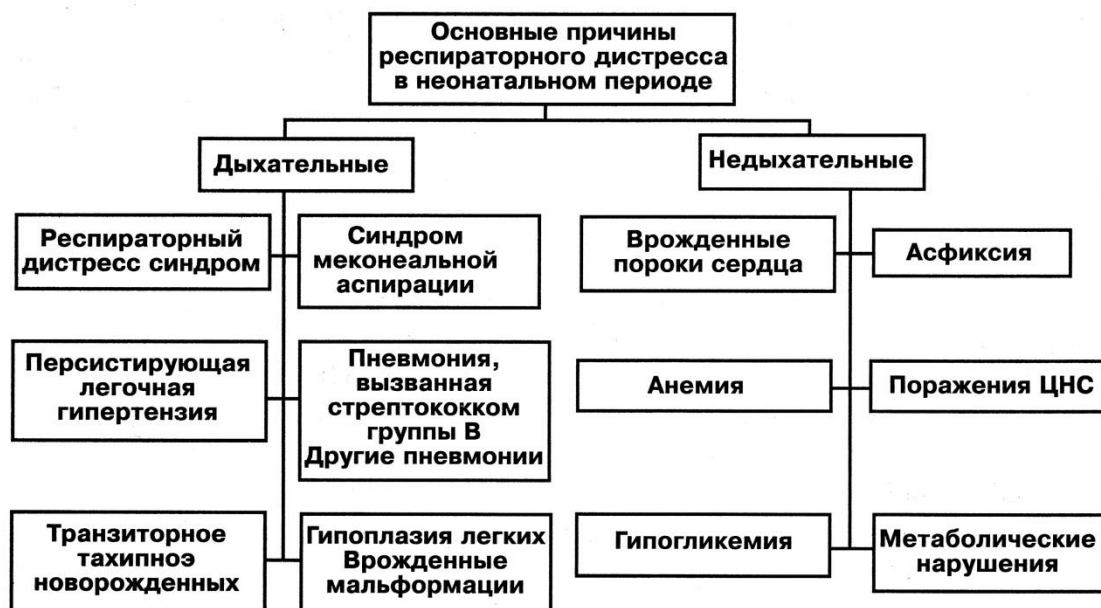 Основные причины
респираторного дистресса
в неонатальном периоде
Дыхательные
Недыхательные
Респираторный
дистресс синдром
Синдром
меконеальной
аспирации
Врожденные
пороки сердца
Асфиксия
Персистирующая
легочная
гипертензия
Пневмония,
вызванная
стрептококком
группы В
Другие пневмонии
Анемия
Поражения ЦНС
Транзиторное
тахипноэ
новорожденных
Гипоплазия легких
Врожденные
мальформации
Гипогликемия
Метаболические
нарушения